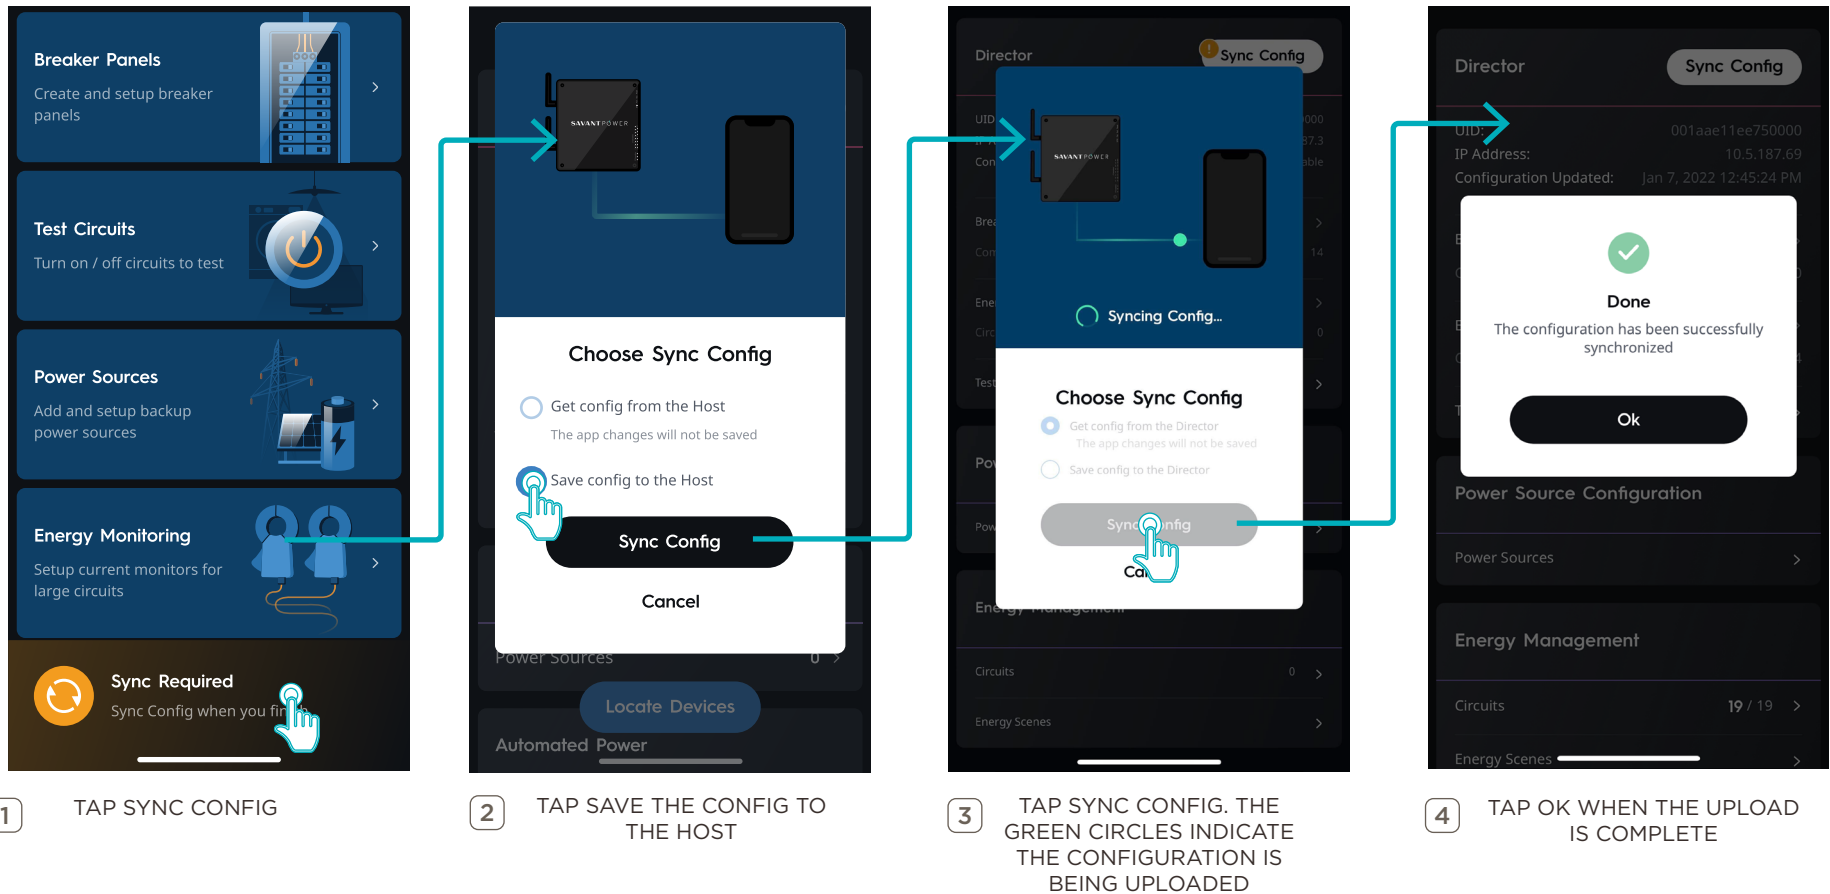 Breaker Panels
Create and setup breaker
panels
Test Circuits
Turn on / off circuits to test
Power Sources
Add and setup backup
power sources
Energy Monitoring
Setup current monitors for
large circuits
Sync Required
Sync Config when you
1
TAP SYNC CONFIG
SAVANT POWER
Choose Sync Config
Get config from the Host
The app changes will not be saved
Save config to the Host
Sync Config
Cancel
Power Sources 0
Locate Devices
Automated Power
2
TAP SAVE THE CONFIG TO
THE HOST
Director
Sync Config
UID
SAVANT POWER
14
Syncing Config...
0
Choose Sync Config
Get config from the Director
The app changes will not be saved
Save config to the Director
Sync Config
Energy Management
Circuits 0
Energy Scenes
3
TAP SYNC CONFIG. THE
GREEN CIRCLES INDICATE
THE CONFIGURATION IS
BEING UPLOADED
Director
Sync Config
UID: 001aae11ee750000
IP Address: 10.5.187.69
Configuration Updated: Jan 7, 2022 12:45:24 PM
Done
The configuration has been successfully
synchronized
Ok
Power Source Configuration
Power Sources
Energy Management
Circuits 19 / 19
Energy Scenes
4
TAP OK WHEN THE UPLOAD
IS COMPLETE